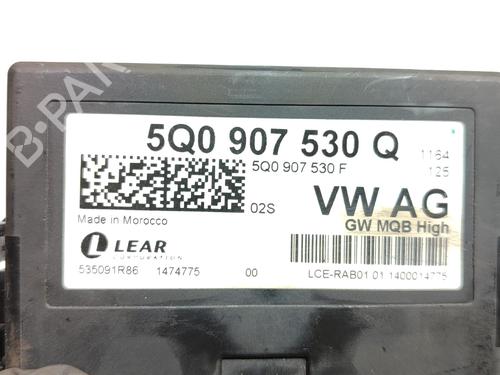 5Q0 907 530 Q
1164
5Q0 907 530 F
125
02S
VW AG
Made in Morocco
GW MQB High
LEAR
CORPORATION
535091R86 1474775 00 LCE-RAB01.01.1400014775
B-PARTS